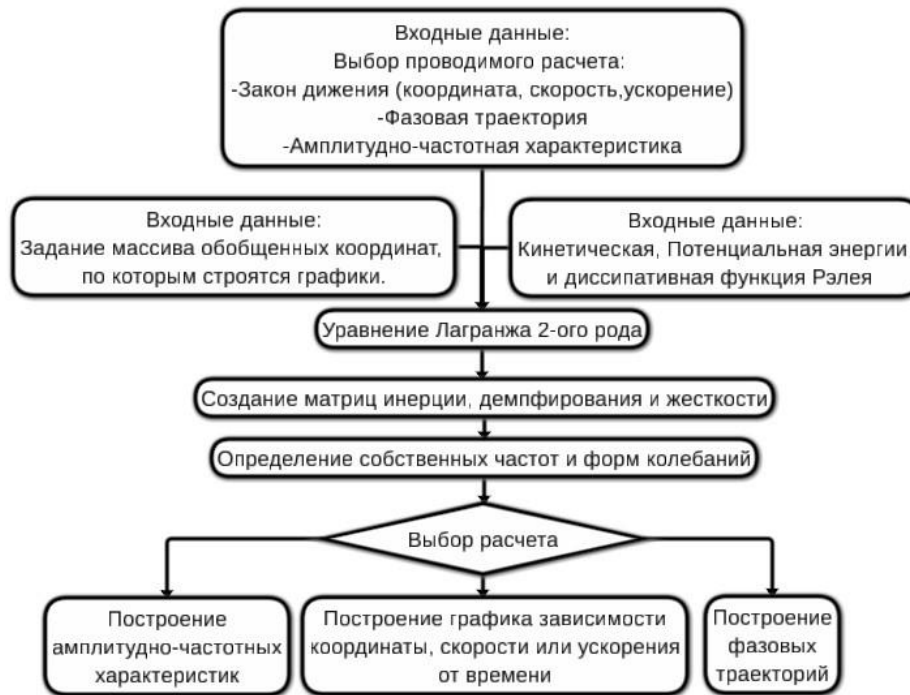 Входные данные:
Выбор проводимого расчета:
-Закон дижения (координата, скорость,ускорение)
-Фазовая траектория
-Амплитудно-частотная характеристика
Входные данные:
Задание массива обобщенных координат,
по которым строятся графики.
Входные данные:
Кинетическая, Потенциальная энергии
и диссипативная функция Рэлея
Уравнение Лагранжа 2-ого рода
Создание матриц инерции, демпфирования и жесткости
Определение собственных частот и форм колебаний
Выбор расчета
Построение
амплитудно-частотных
характеристик
Построение графика зависимости
координаты, скорости или ускорения
от времени
Построение
фазовых
траекторий